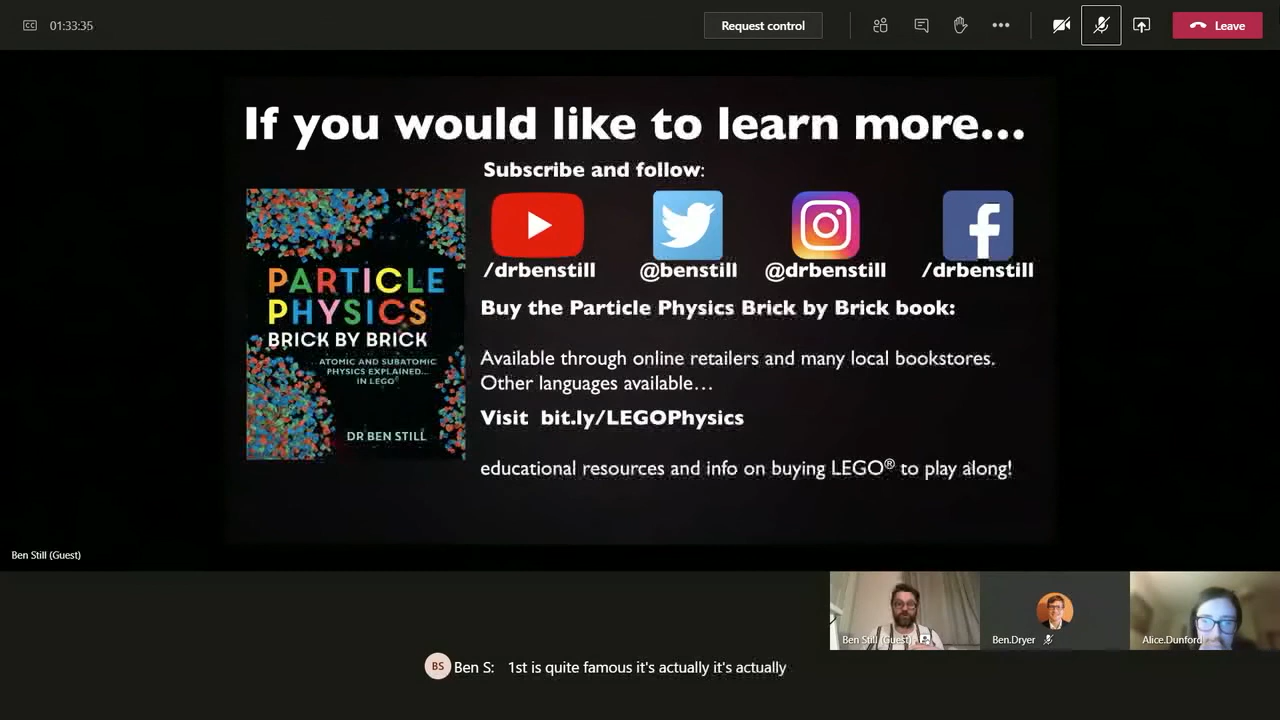 CC 01:33:35 Request control Leave
If you would like to learn more...
Subscribe and follow:
/drbenstill @benstill @drbenstill /drbenstill
PARTICLE
PHYSICS
BRICK BY BRICK
ATOMIC AND SUBATOMIC
PHYSICS EXPLAINED...
IN LEGO®
DR BEN STILL
Buy the Particle Physics Brick by Brick book:
Available through online retailers and many local bookstores.
Other languages available...
Visit bit.ly/LEGOPhysics
educational resources and info on buying LEGO® to play along!
Ben Still (Guest)
Ben Still (Guest) Ben.Dryer Alice.Dunford
BS Ben S: 1st is quite famous it's actually it's actually